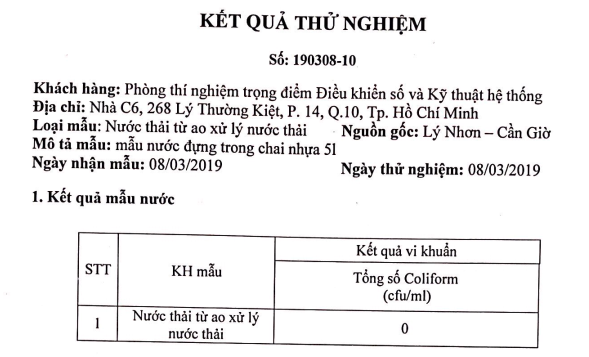 KẾT QUẢ THỬ NGHIỆM
Số: 190308-10
Khách hàng: Phòng thí nghiệm trọng điểm Điều khiển số và Kỹ thuật hệ thống
Địa chỉ: Nhà C6, 268 Lý Thường Kiệt, P. 14, Q.10, Tp. Hồ Chí Minh
Loại mẫu: Nước thải từ ao xử lý nước thải Nguồn gốc: Lý Nhơn – Cần Giờ
Mô tả mẫu: mẫu nước đựng trong chai nhựa 5l
Ngày nhận mẫu: 08/03/2019 Ngày thử nghiệm: 08/03/2019
1. Kết quả mẫu nước
STT KH mẫu Kết quả vi khuẩn
Tổng số Coliform
(cfu/ml)
1 Nước thải từ ao xử lý 0
nước thải